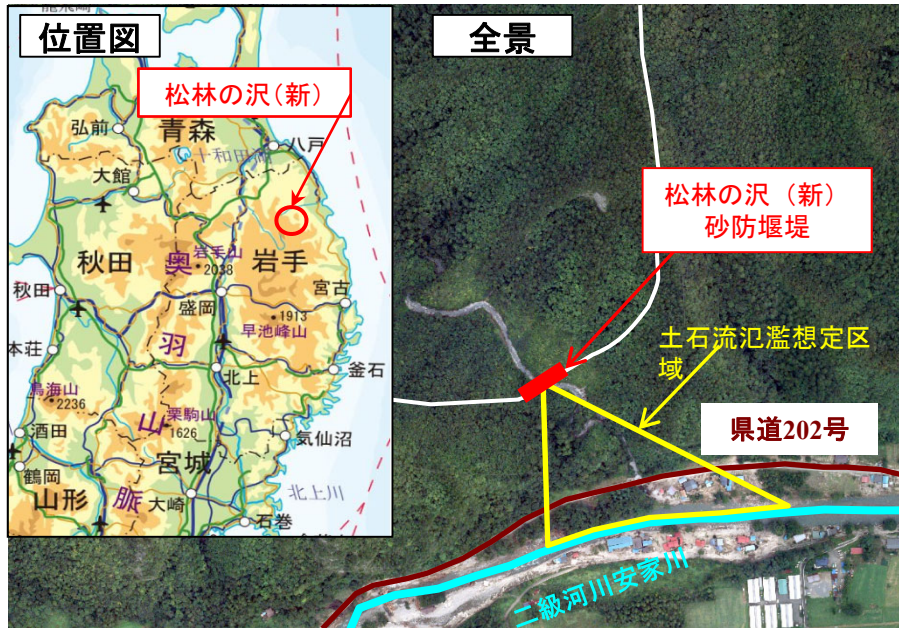 位置図
松林の沢(新)
青森
弘前
十和田湖
八戸
大館
秋田
奥
岩手山
2038
岩手
秋田
盛岡
宮古
1913
早池峰山
羽
本荘
釜石
北上
鳥海山
2236
山
栗駒山
1626
気仙沼
酒田
宮城
鶴岡
山形
脈
大崎
北上川
石巻
全景
松林の沢(新)
砂防堰堤
土石流氾濫想定区
域
県道202号
二級河川安家川